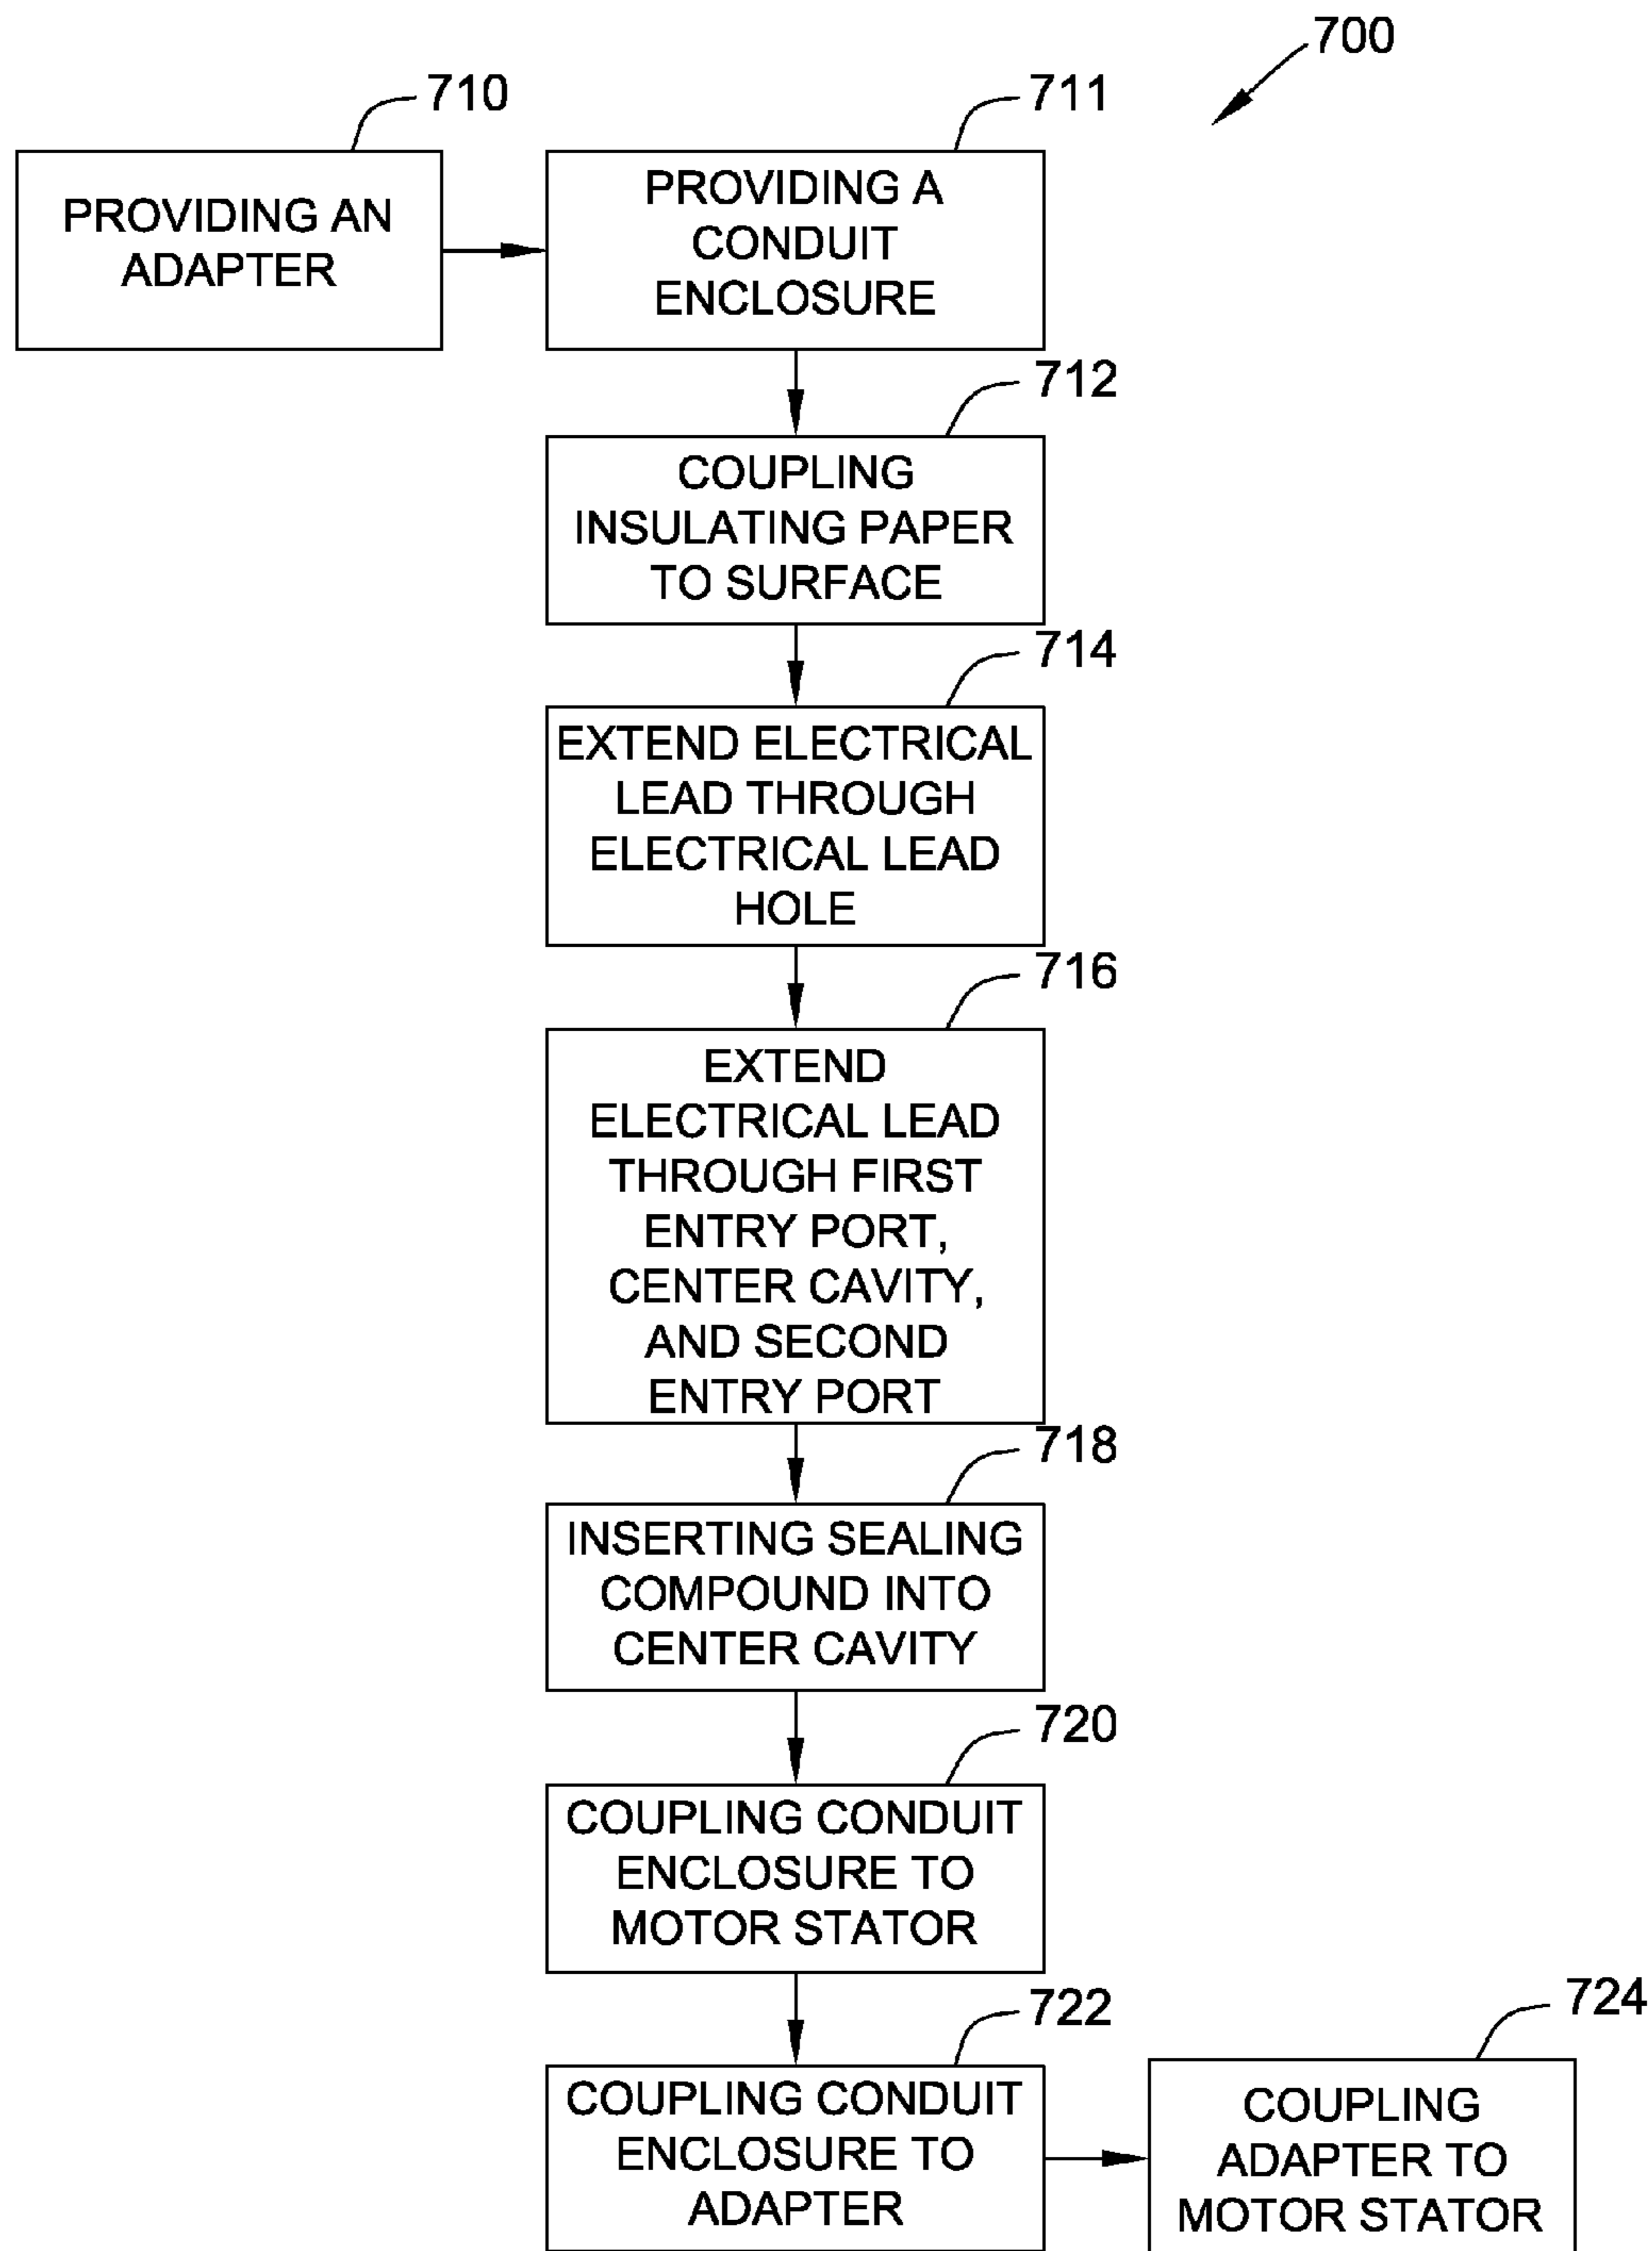 700
710
PROVIDING AN
ADAPTER
711
PROVIDING A
CONDUIT
ENCLOSURE
712
COUPLING
INSULATING PAPER
TO SURFACE
714
EXTEND ELECTRICAL
LEAD THROUGH
ELECTRICAL LEAD
HOLE
716
EXTEND
ELECTRICAL LEAD
THROUGH FIRST
ENTRY PORT,
CENTER CAVITY,
AND SECOND
ENTRY PORT
718
INSERTING SEALING
COMPOUND INTO
CENTER CAVITY
720
COUPLING CONDUIT
ENCLOSURE TO
MOTOR STATOR
722
COUPLING CONDUIT
ENCLOSURE TO
ADAPTER
724
COUPLING
ADAPTER TO
MOTOR STATOR